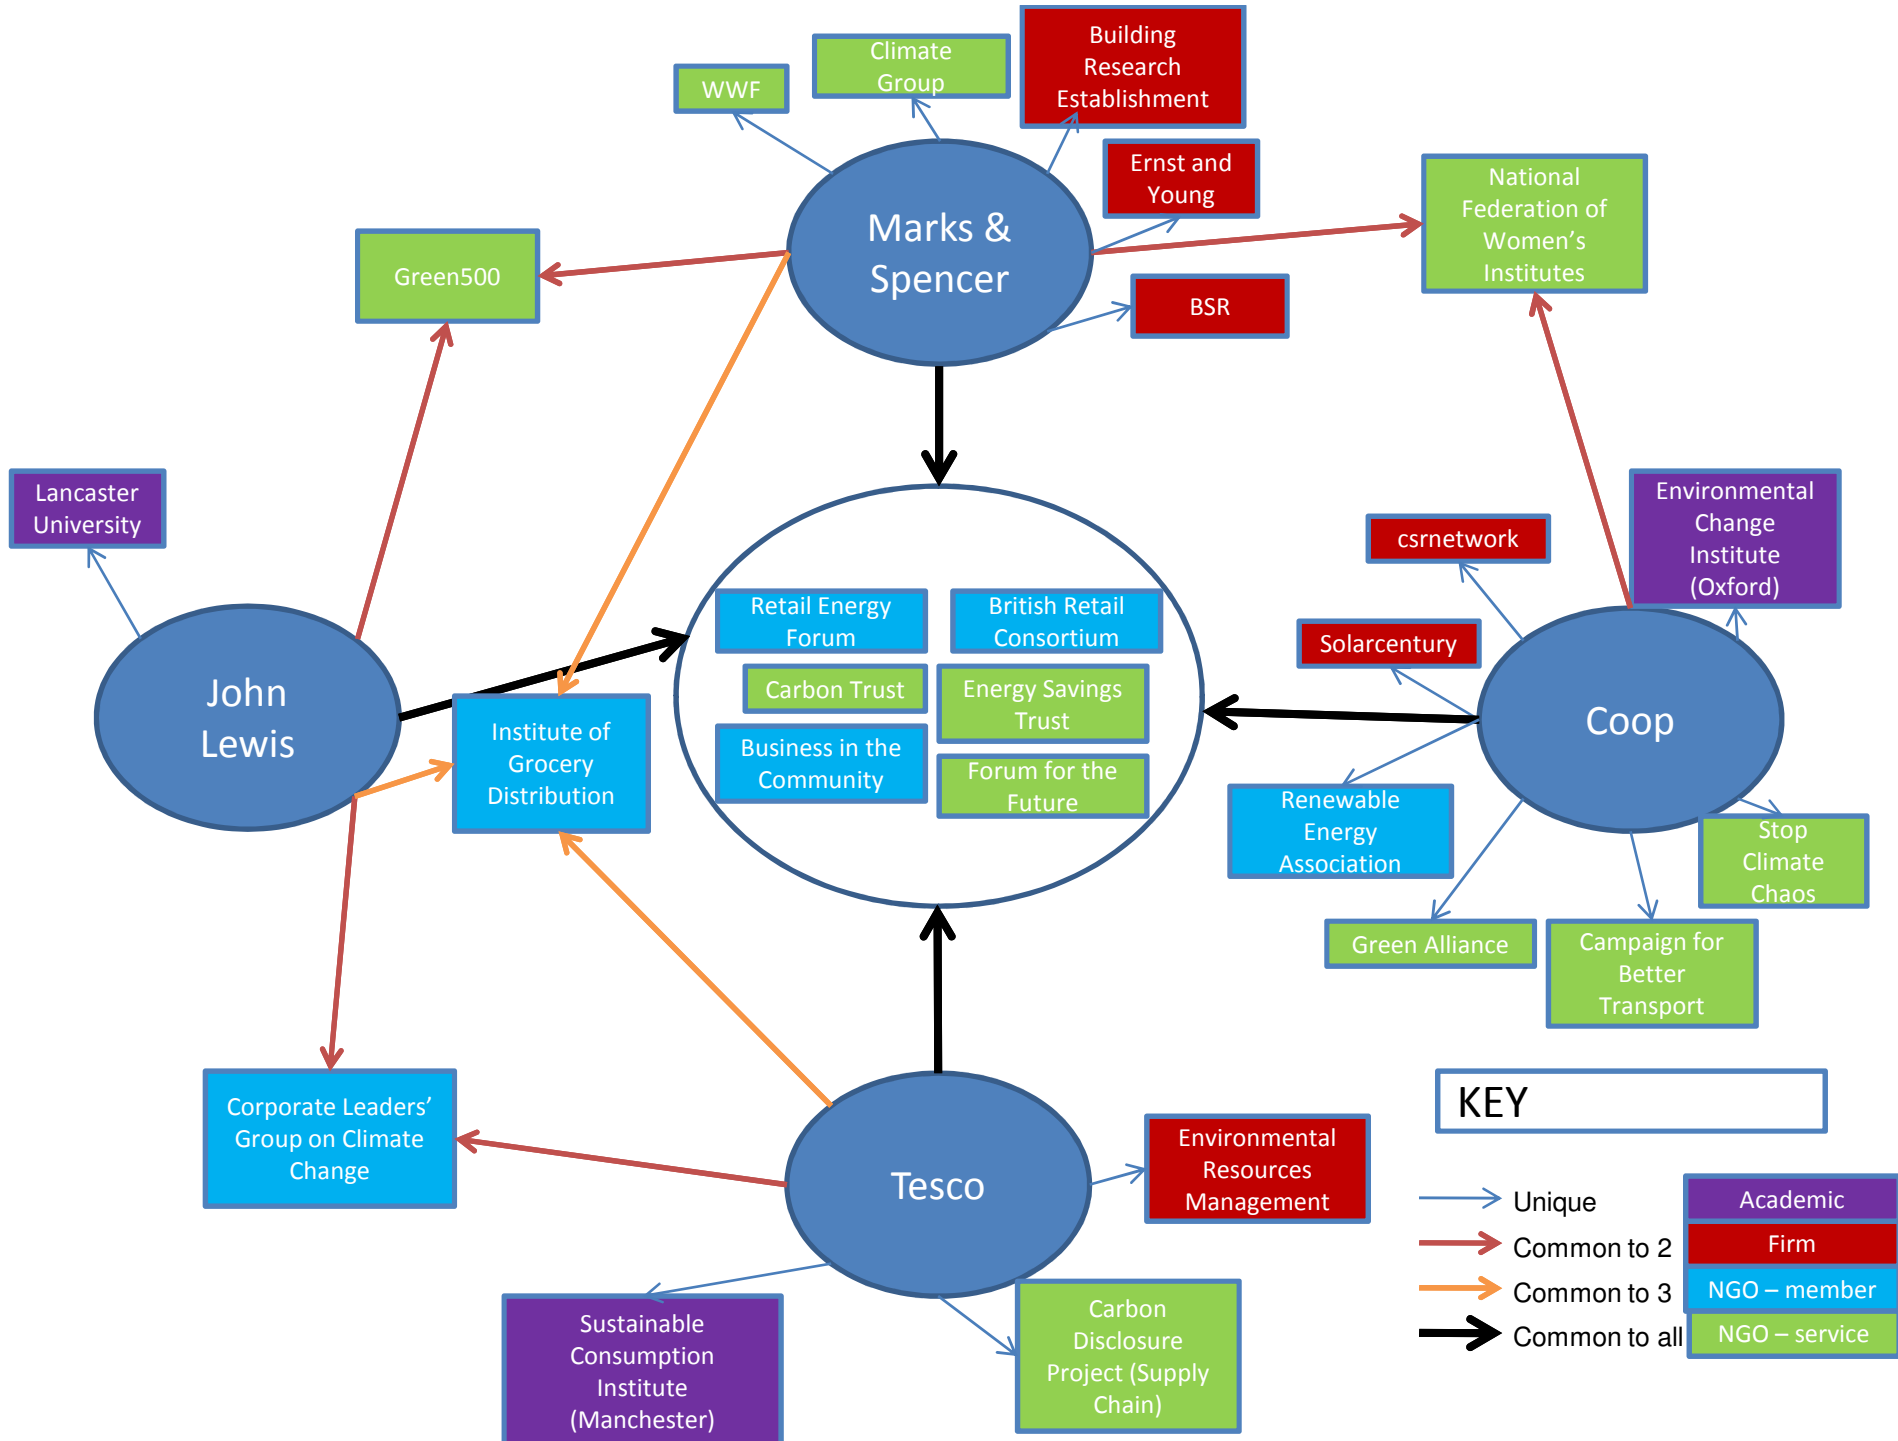 WWF
Climate
Group
Building
Research
Establishment
Ernst and
Young
BSR
Marks &
Spencer
National
Federation of
Women’s
Institutes
Green500
Lancaster
University
John
Lewis
Institute of
Grocery
Distribution
Retail Energy
Forum
British Retail
Consortium
Carbon Trust
Energy Savings
Trust
Business in the
Community
Forum for the
Future
csrnetwork
Environmental
Change
Institute
(Oxford)
Solarcentury
Coop
Renewable
Energy
Association
Stop
Climate
Chaos
Green Alliance
Campaign for
Better
Transport
Corporate Leaders’
Group on Climate
Change
Tesco
Environmental
Resources
Management
Sustainable
Consumption
Institute
(Manchester)
Carbon
Disclosure
Project (Supply
Chain)
KEY
Unique
Academic
Common to 2
Firm
Common to 3
NGO – member
Common to all
NGO – service